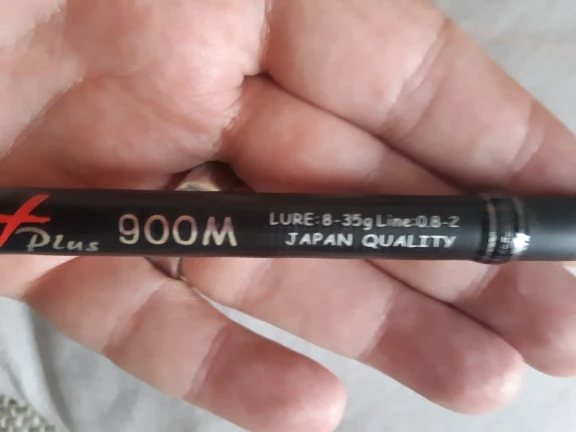 Plus 900M LURE:8-35g Line:0.8-2
JAPAN QUALITY